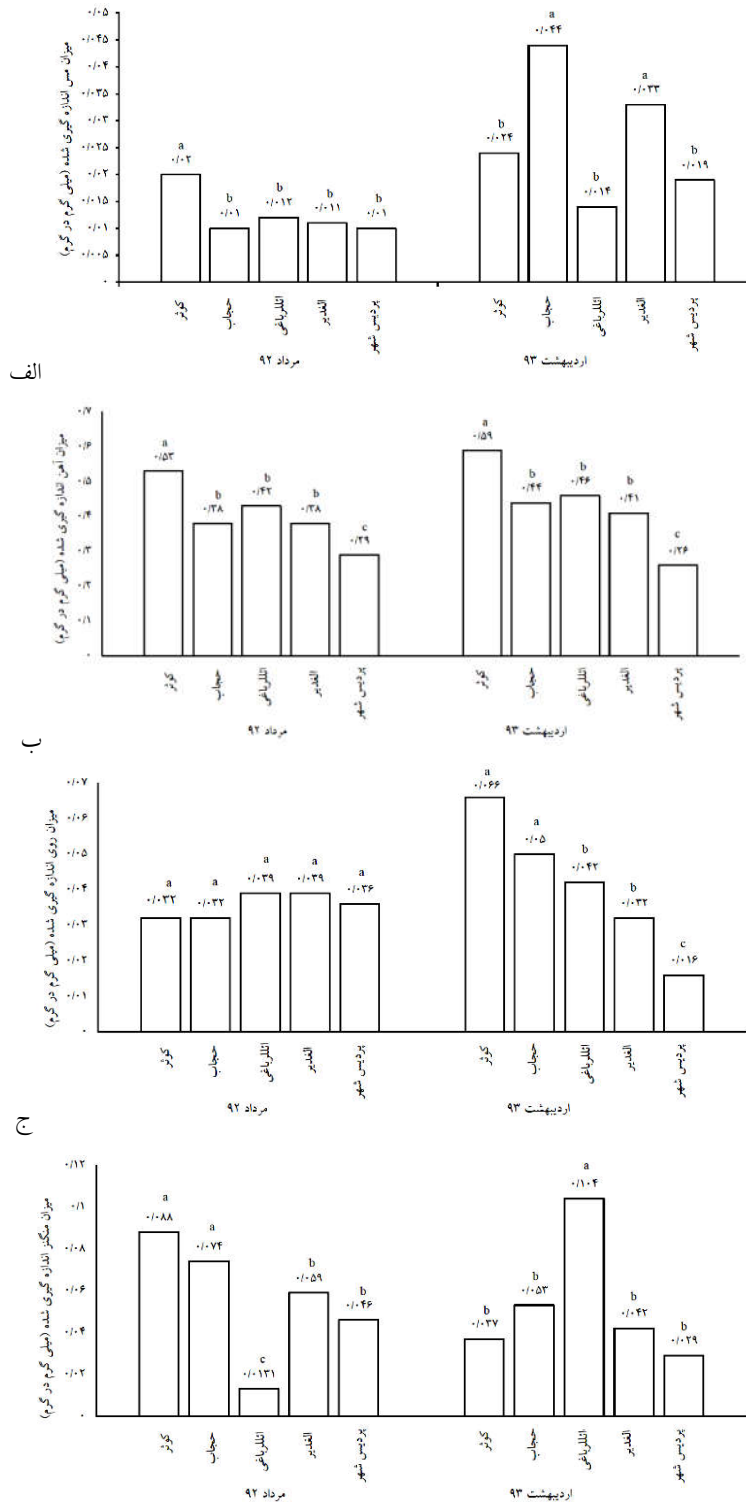 میزان مس اندازه گیری شده (میلی گرم در گرم)
۰/۰۵
۰/۰۴۵
۰/۰۴
۰/۰۳۵
۰/۰۳
۰/۰۲۵
۰/۰۲
۰/۰۱۵
۰/۰۱
۰/۰۰۵
۰
a b b b b b a b a b
۰/۰۲ ۰/۰۱ ۰/۰۱۲ ۰/۰۱۱ ۰/۰۱ ۰/۰۲۴ ۰/۰۴۴ ۰/۰۱۴ ۰/۰۳۳ ۰/۰۱۹
کوثر حجاب ائللرباغی الغدیر پردیس شهر کوثر حجاب ائللرباغی الغدیر پردیس شهر
مرداد ۹۲ اردیبهشت ۹۳
الف
میزان آهن اندازه گیری شده (میلی گرم در گرم)
۰/۷
۰/۶
۰/۵
۰/۴
۰/۳
۰/۲
۰/۱
۰
a b b b c a b b b c
۰/۵۳ ۰/۳۸ ۰/۴۳ ۰/۳۸ ۰/۲۹ ۰/۵۹ ۰/۴۴ ۰/۴۶ ۰/۴۱ ۰/۲۶
کوثر حجاب ائللرباغی الغدیر پردیس شهر کوثر حجاب ائللرباغی الغدیر پردیس شهر
مرداد ۹۲ اردیبهشت ۹۳
ب
میزان روی اندازه گیری شده (میلی گرم در گرم)
۰/۰۷
۰/۰۶
۰/۰۵
۰/۰۴
۰/۰۳
۰/۰۲
۰/۰۱
۰
a a a a a a a b b c
۰/۰۳۲ ۰/۰۳۲ ۰/۰۳۹ ۰/۰۳۹ ۰/۰۳۶ ۰/۰۶۶ ۰/۰۵ ۰/۰۴۲ ۰/۰۳۲ ۰/۰۱۶
کوثر حجاب ائللرباغی الغدیر پردیس شهر کوثر حجاب ائللرباغی الغدیر پردیس شهر
مرداد ۹۲ اردیبهشت ۹۳
ج
میزان منگنز اندازه گیری شده (میلی گرم در گرم)
۰/۱۲
۰/۱
۰/۰۸
۰/۰۶
۰/۰۴
۰/۰۲
۰
a a c b b b b a b b
۰/۰۸۸ ۰/۰۷۴ ۰/۰۱۳۱ ۰/۰۵۹ ۰/۰۴۶ ۰/۰۳۷ ۰/۰۵۳ ۰/۱۰۴ ۰/۰۴۲ ۰/۰۲۹
کوثر حجاب ائللرباغی الغدیر پردیس شهر کوثر حجاب ائللرباغی الغدیر پردیس شهر
مرداد ۹۲ اردیبهشت ۹۳